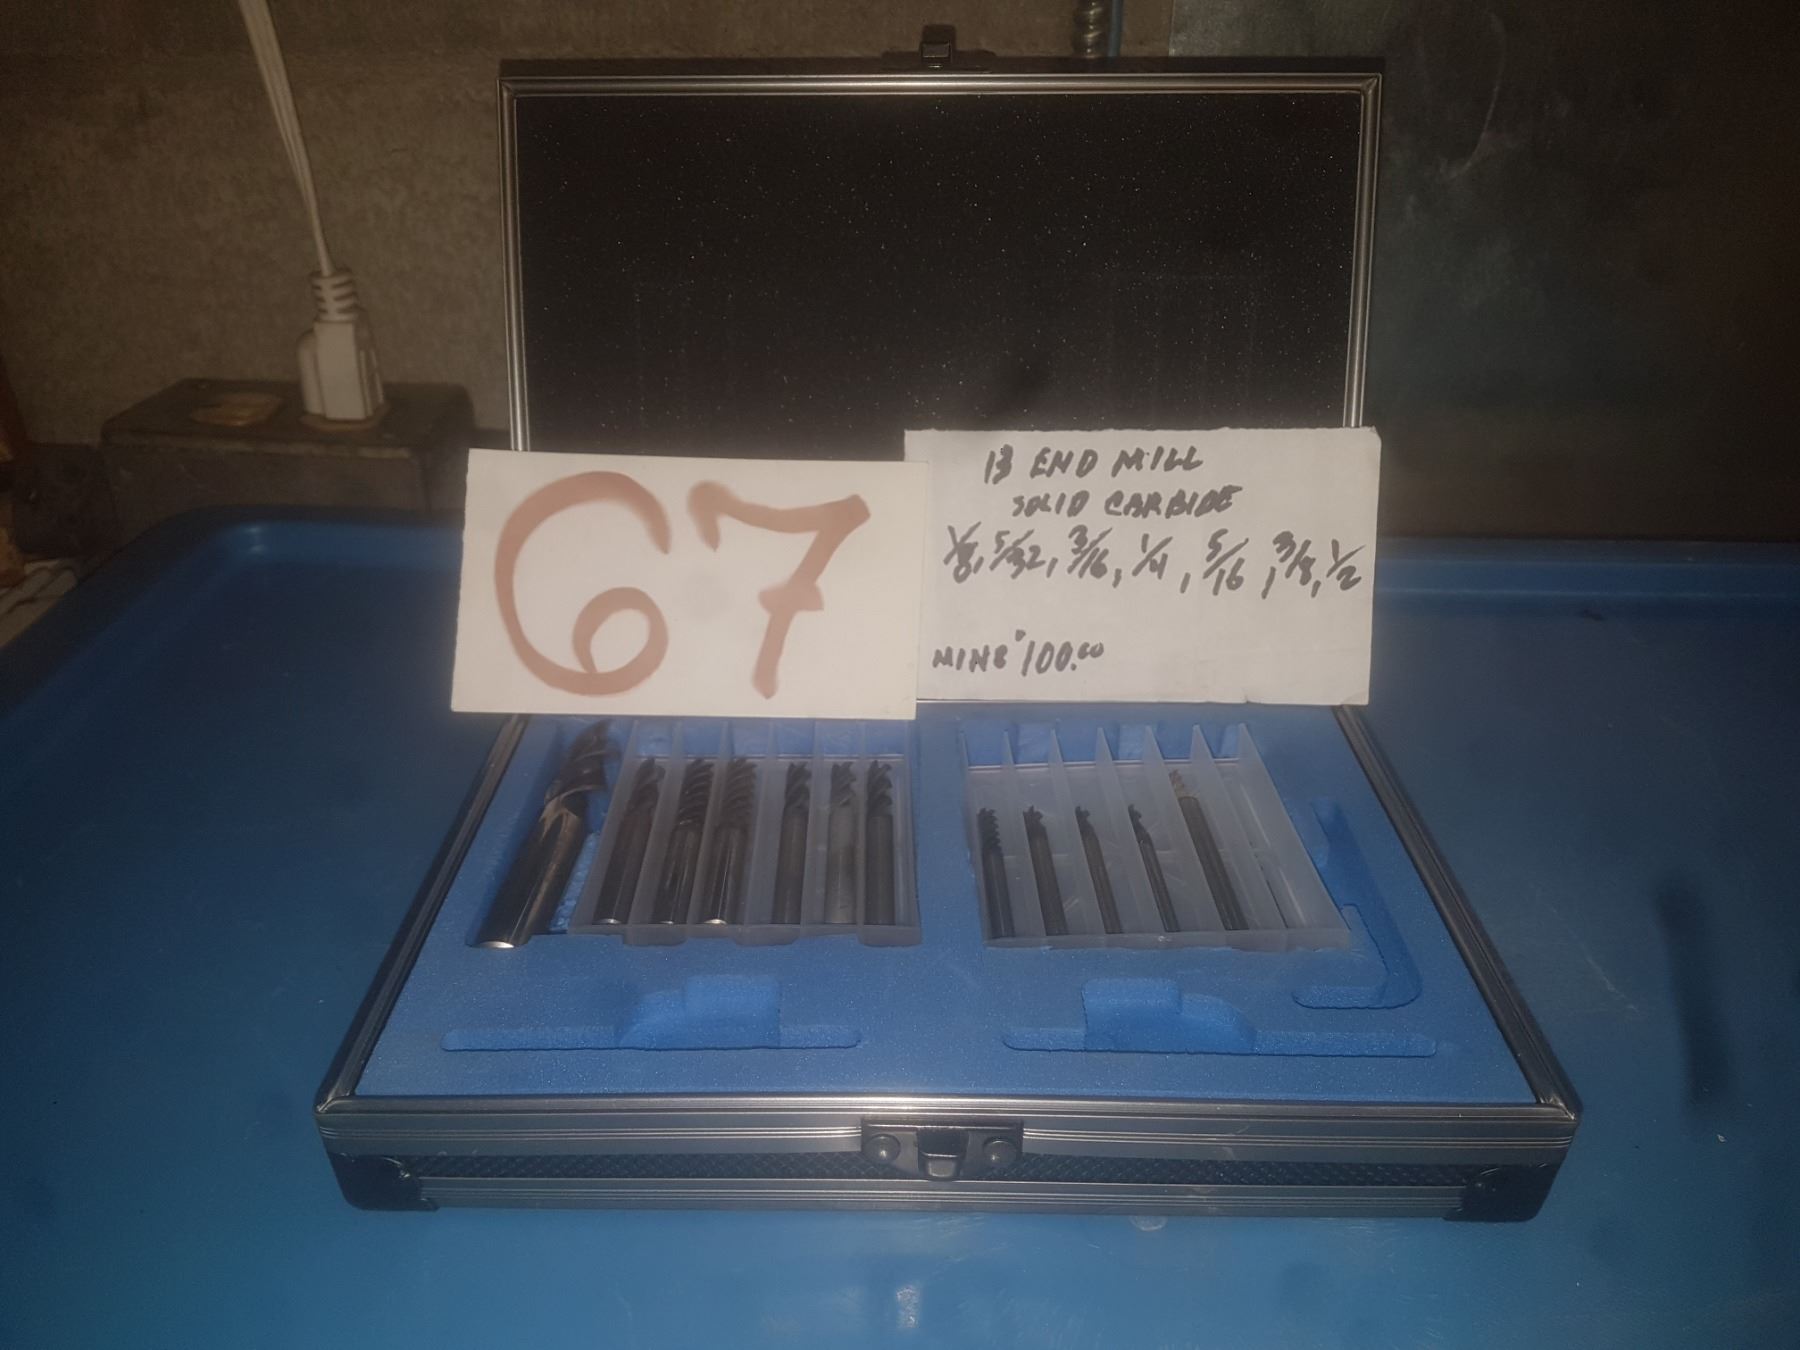 67
13 END MILL
SOLID CARBIDE
1/8, 5/32, 3/16, 1/4, 5/16, 3/8, 1/2
$100.00